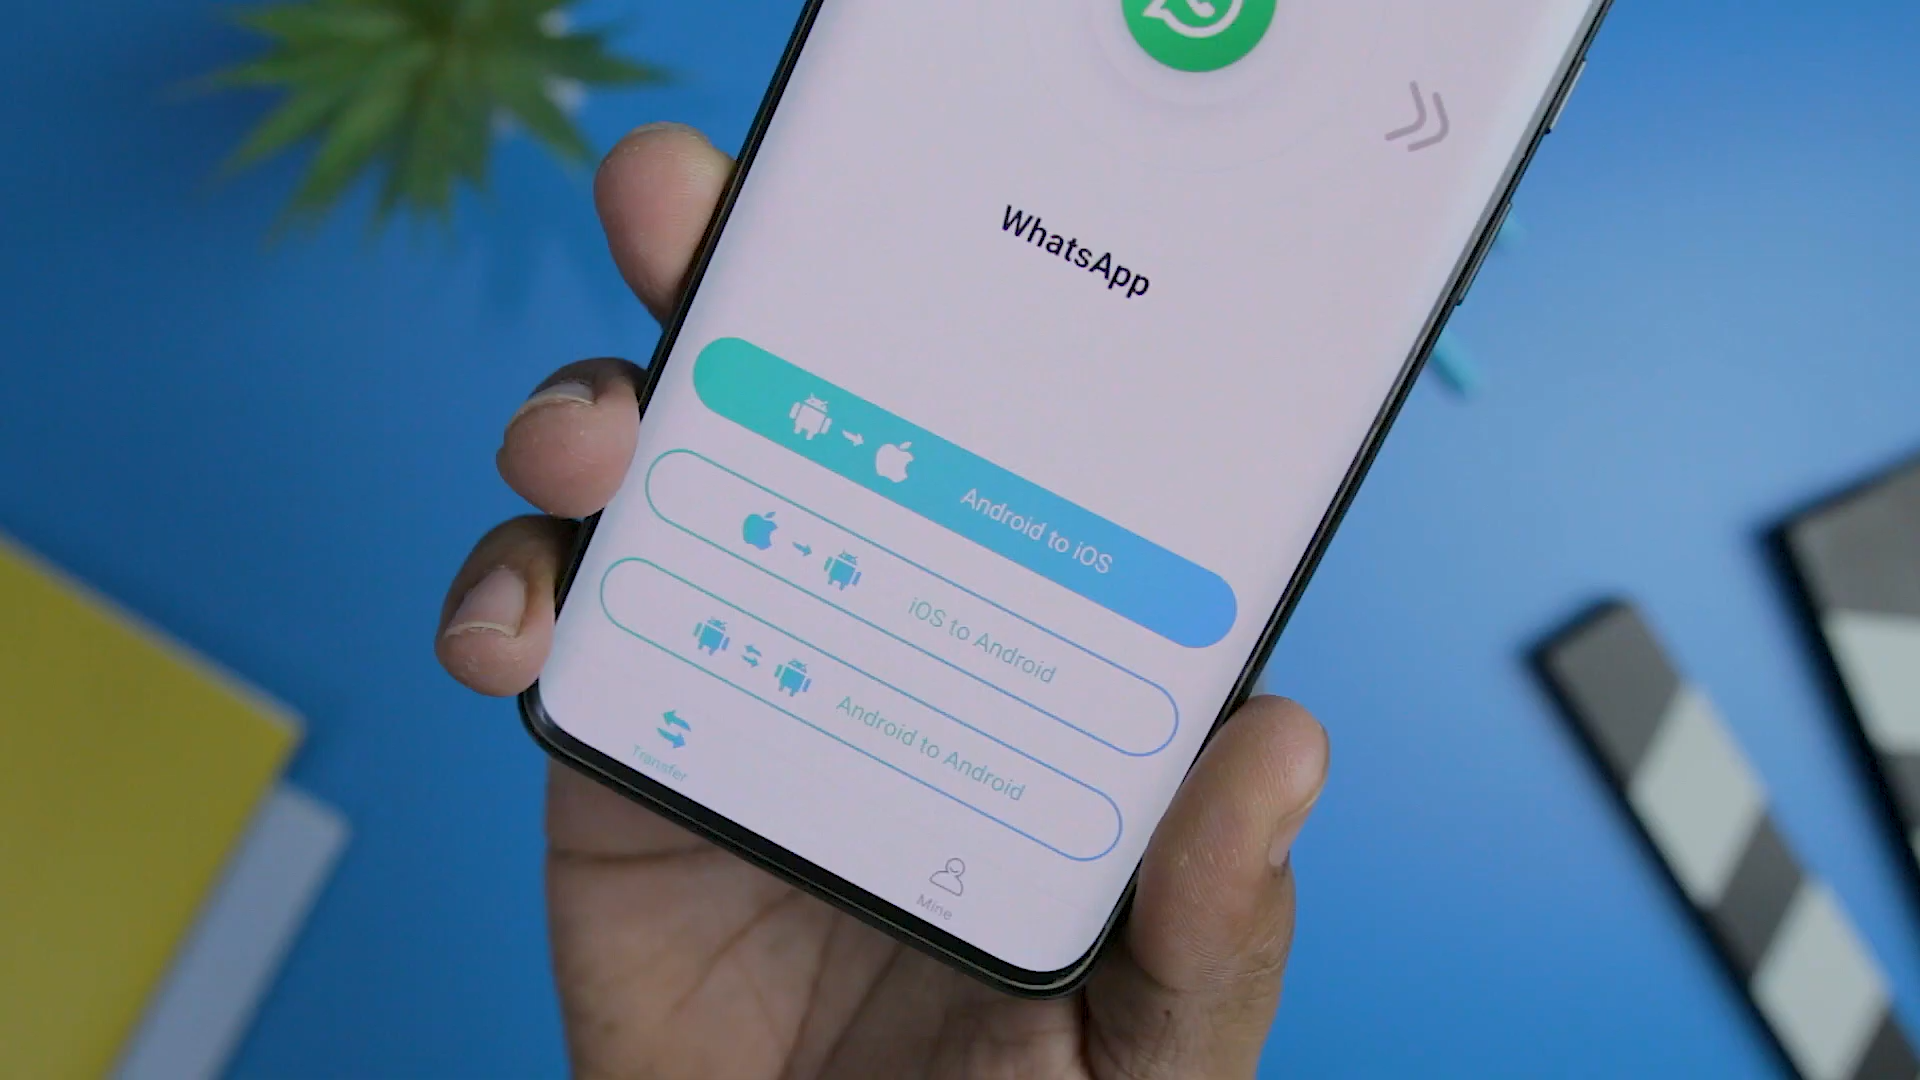 WhatsApp
Android to iOS
iOS to Android
Android to Android
Transfer
Mine